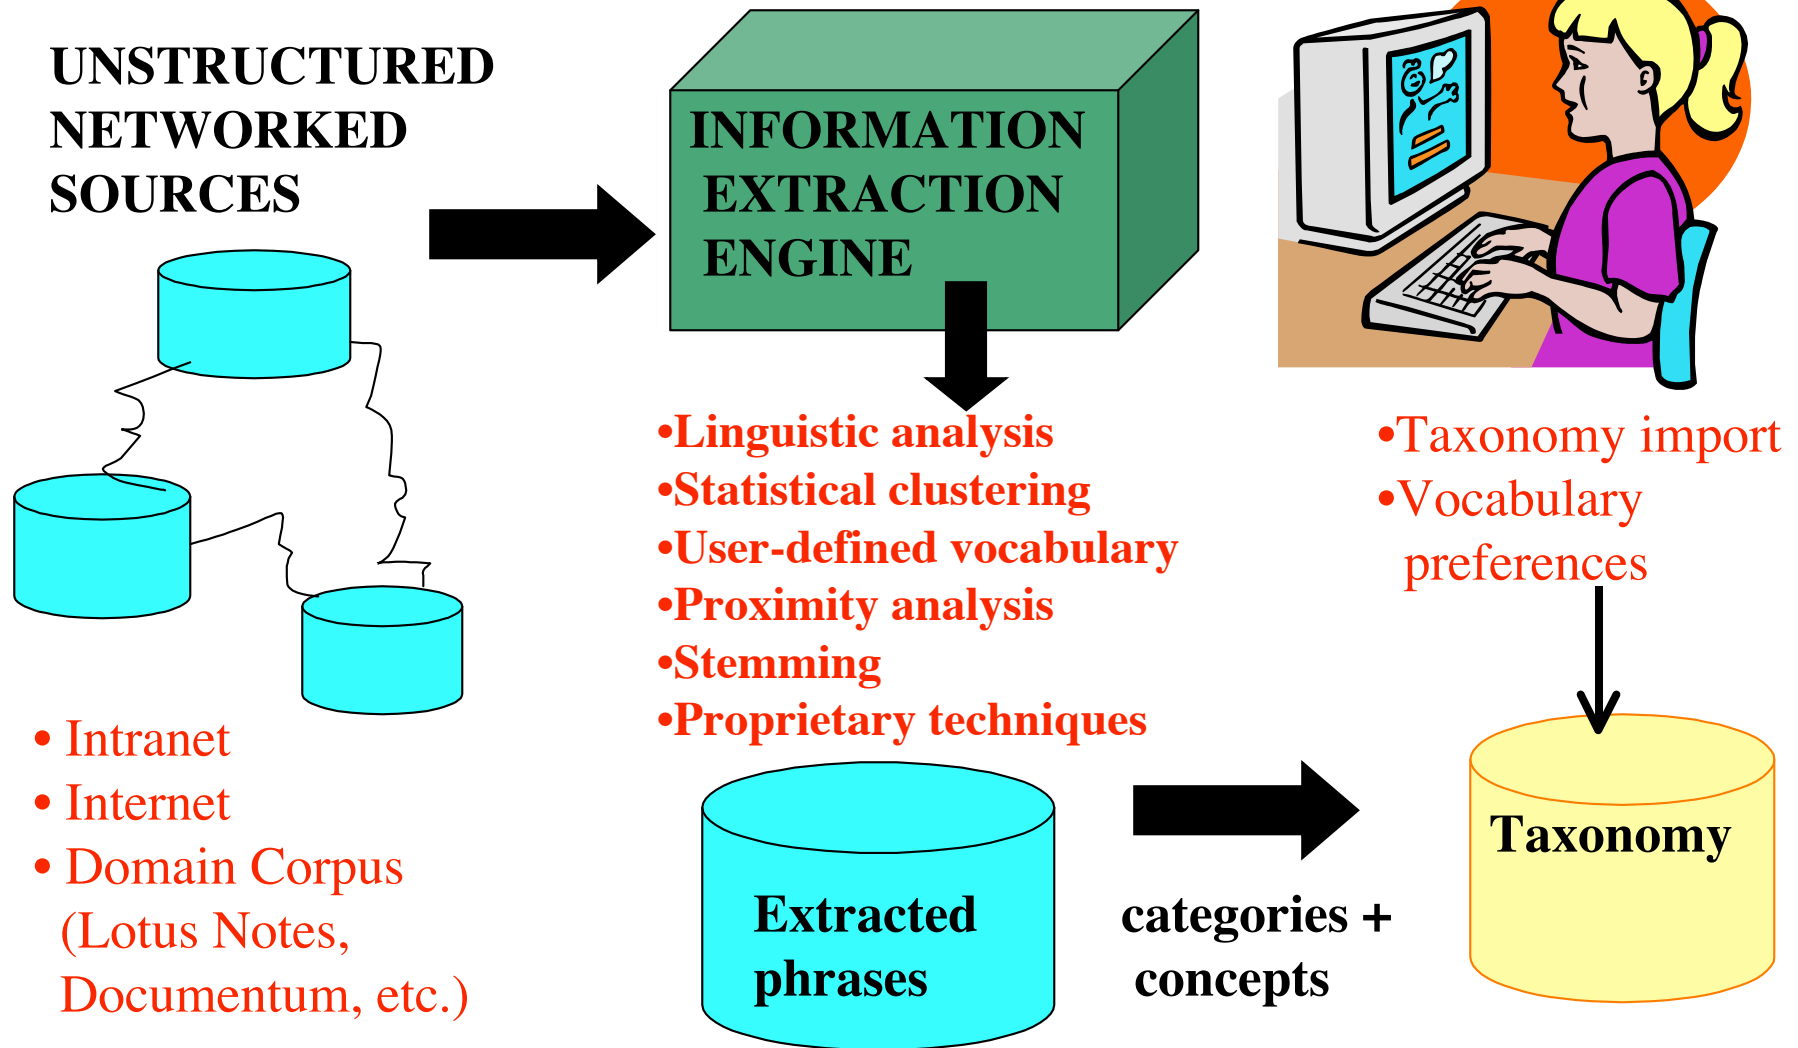 UNSTRUCTURED
NETWORKED
SOURCES
• Intranet
• Internet
• Domain Corpus
(Lotus Notes,
Documentum, etc.)
INFORMATION
EXTRACTION
ENGINE
•Linguistic analysis
•Statistical clustering
•User-defined vocabulary
•Proximity analysis
•Stemming
•Proprietary techniques
Extracted
phrases
categories +
concepts
•Taxonomy import
•Vocabulary
preferences
Taxonomy